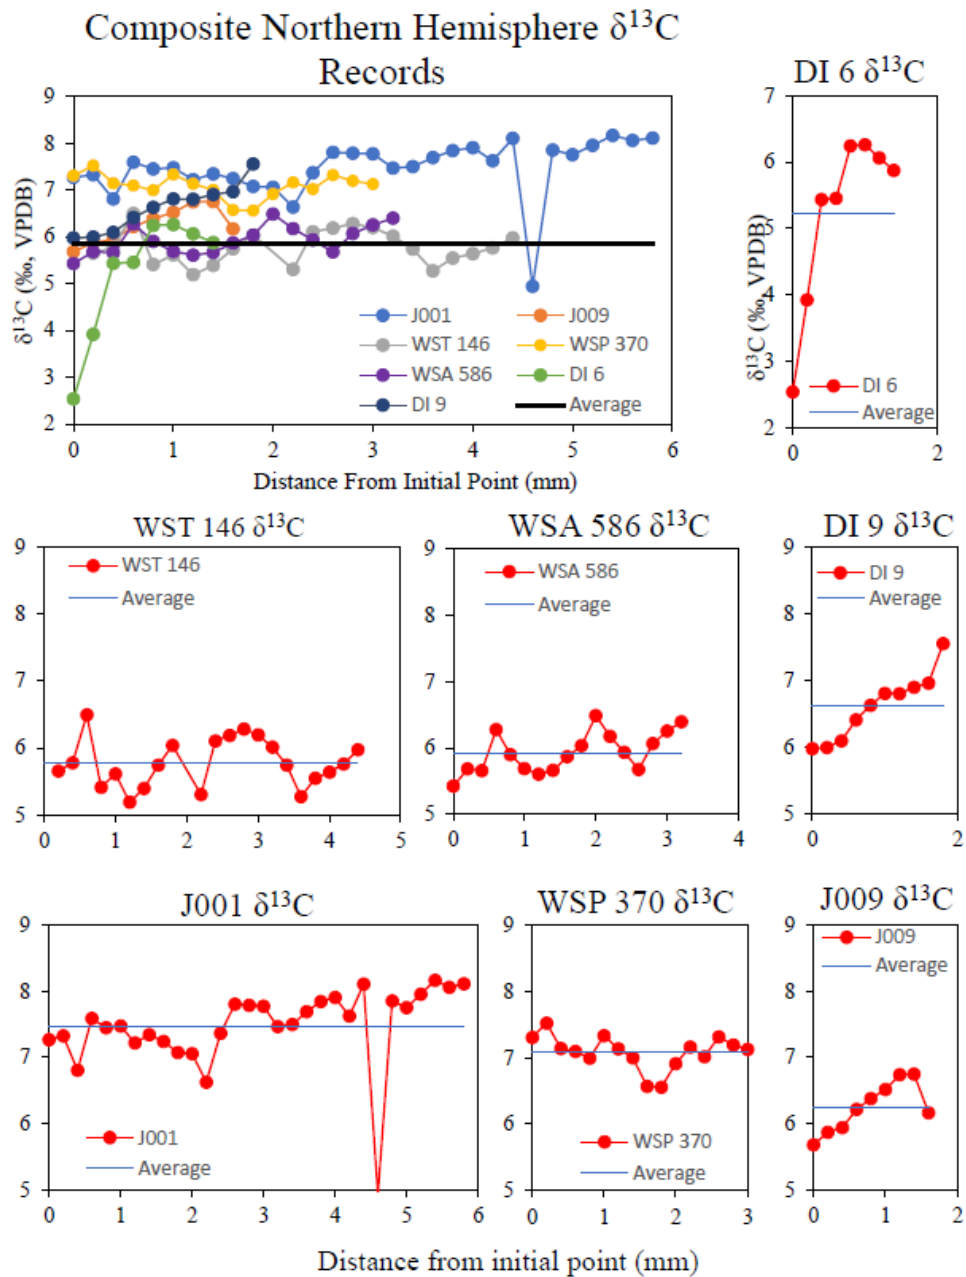 Composite Northern Hemisphere δ¹³C
Records
9
8
7
6
5
4
3
2
0 1 2 3 4 5 6
δ¹³C (‰, VPDB)
J001 J009
WST 146 WSP 370
WSA 586 DI 6
DI 9 Average
Distance From Initial Point (mm)
DI 6 δ¹³C
7
6
5
4
3
2
0 2
δ¹³C (‰, VPDB)
DI 6
Average
WST 146 δ¹³C
9
8
7
6
5
4
0 1 2 3 4 5
WST 146
Average
WSA 586 δ¹³C
9
8
7
6
5
0 1 2 3 4
WSA 586
Average
DI 9 δ¹³C
9
8
7
6
5
0 2
DI 9
Average
J001 δ¹³C
9
8
7
6
5
0 1 2 3 4 5 6
J001
Average
WSP 370 δ¹³C
9
8
7
6
5
0 1 2 3
WSP 370
Average
J009 δ¹³C
9
8
7
6
5
0 1 2
J009
Average
Distance from initial point (mm)